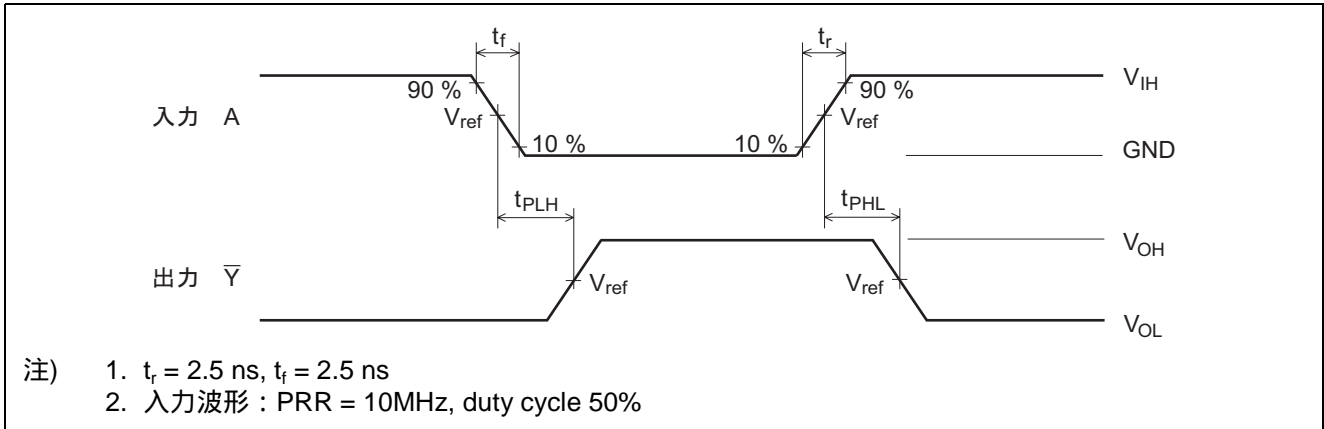 t_f t_r
90 % 90 % V_IH
入力 A V_ref V_ref
10 % 10 % GND
t_PLH t_PHL
V_OH
出力 Y̅ V_ref V_ref
V_OL
注) 1. t_r = 2.5 ns, t_f = 2.5 ns
2. 入力波形：PRR = 10MHz, duty cycle 50%